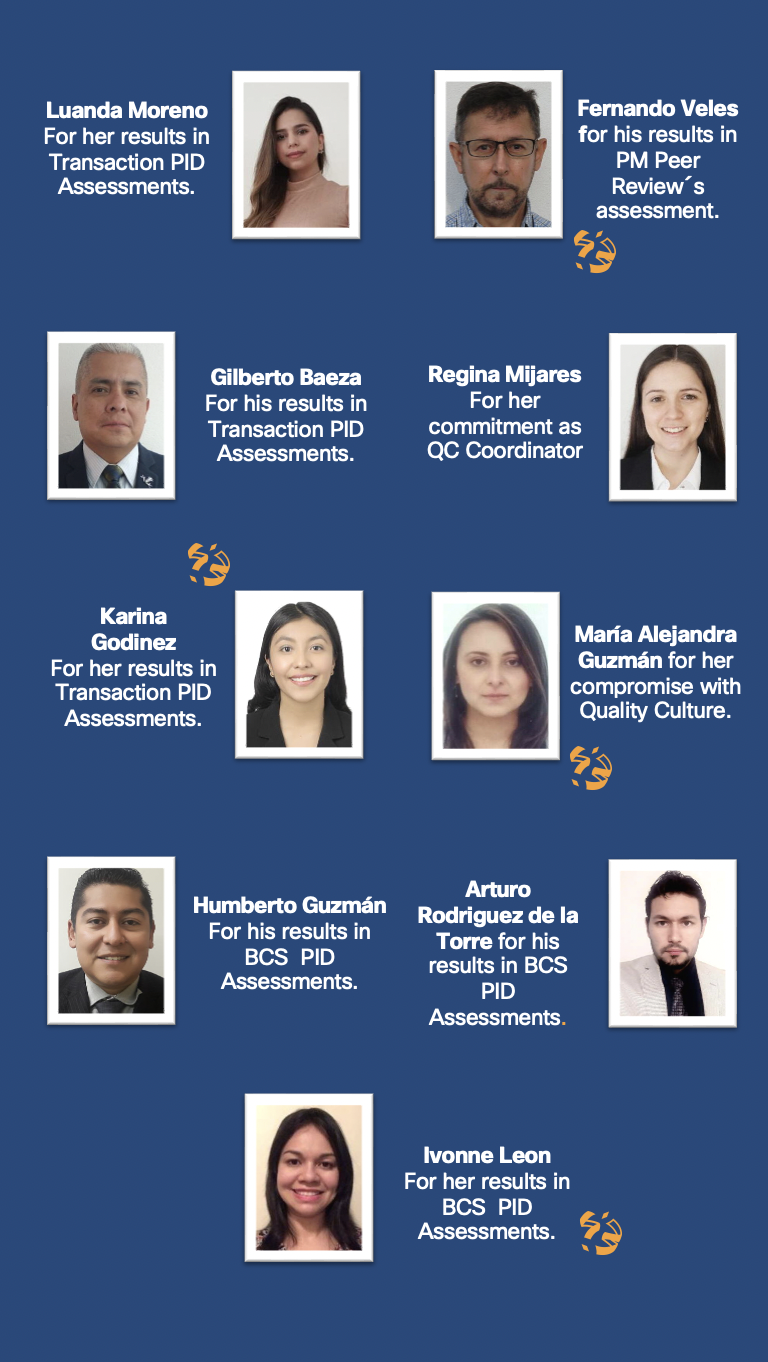 Luanda Moreno
For her results in
Transaction PID
Assessments.
Fernando Veles
for his results in
PM Peer
Review´s
assessment.
Gilberto Baeza
For his results in
Transaction PID
Assessments.
Regina Mijares
For her
commitment as
QC Coordinator
Karina
Godinez
For her results in
Transaction PID
Assessments.
María Alejandra
Guzmán for her
compromise with
Quality Culture.
Humberto Guzmán
For his results in
BCS  PID
Assessments.
Arturo
Rodriguez de la
Torre for his
results in BCS
PID
Assessments.
Ivonne Leon
For her results in
BCS  PID
Assessments.